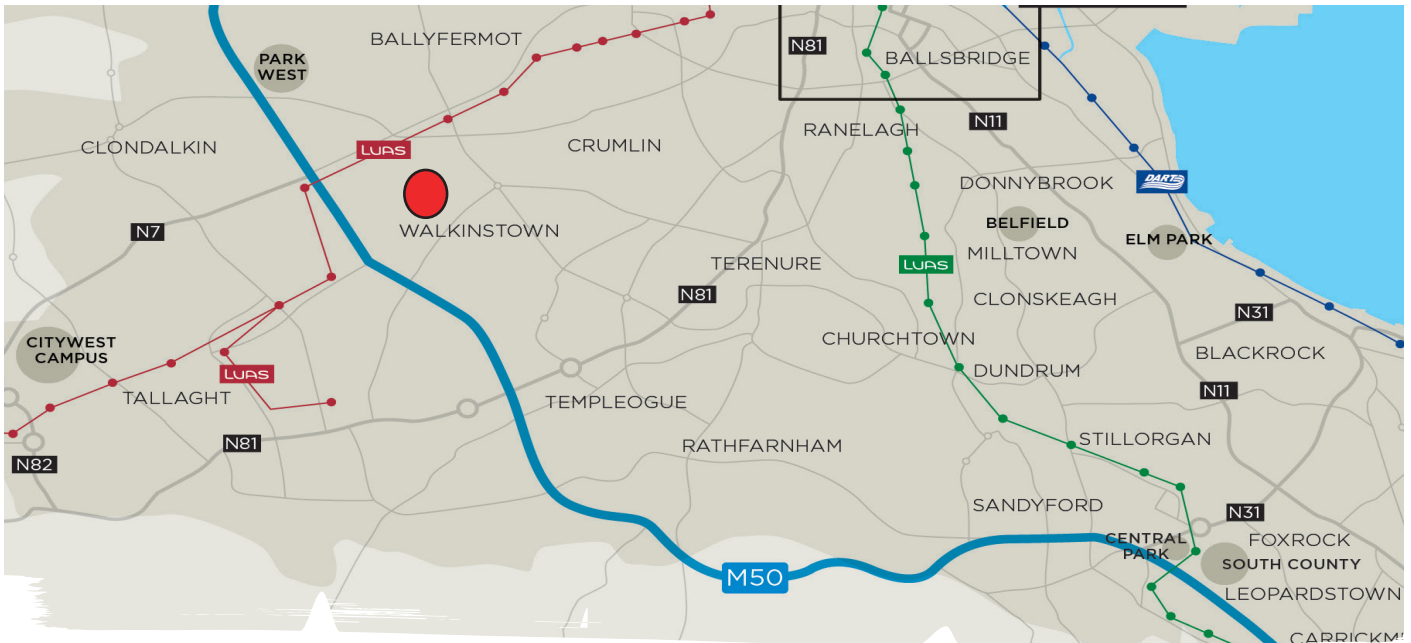 BALLYFERMOT
N81
PARK
WEST
BALLSBRIDGE
N11
RANELAGH
CLONDALKIN
LUAS
CRUMLIN
DONNYBROOK
DART
BELFIELD
WALKINSTOWN
N7
ELM PARK
MILLTOWN
TERENURE
LUAS
N81
CLONSKEAGH
N31
CHURCHTOWN
CITYWEST
CAMPUS
BLACKROCK
LUAS
DUNDRUM
N11
TALLAGHT
TEMPLEOGUE
N81
RATHFARNHAM
STILLORGAN
N82
SANDYFORD
N31
CENTRAL
PARK
FOXROCK
SOUTH COUNTY
M50
LEOPARDSTOWN